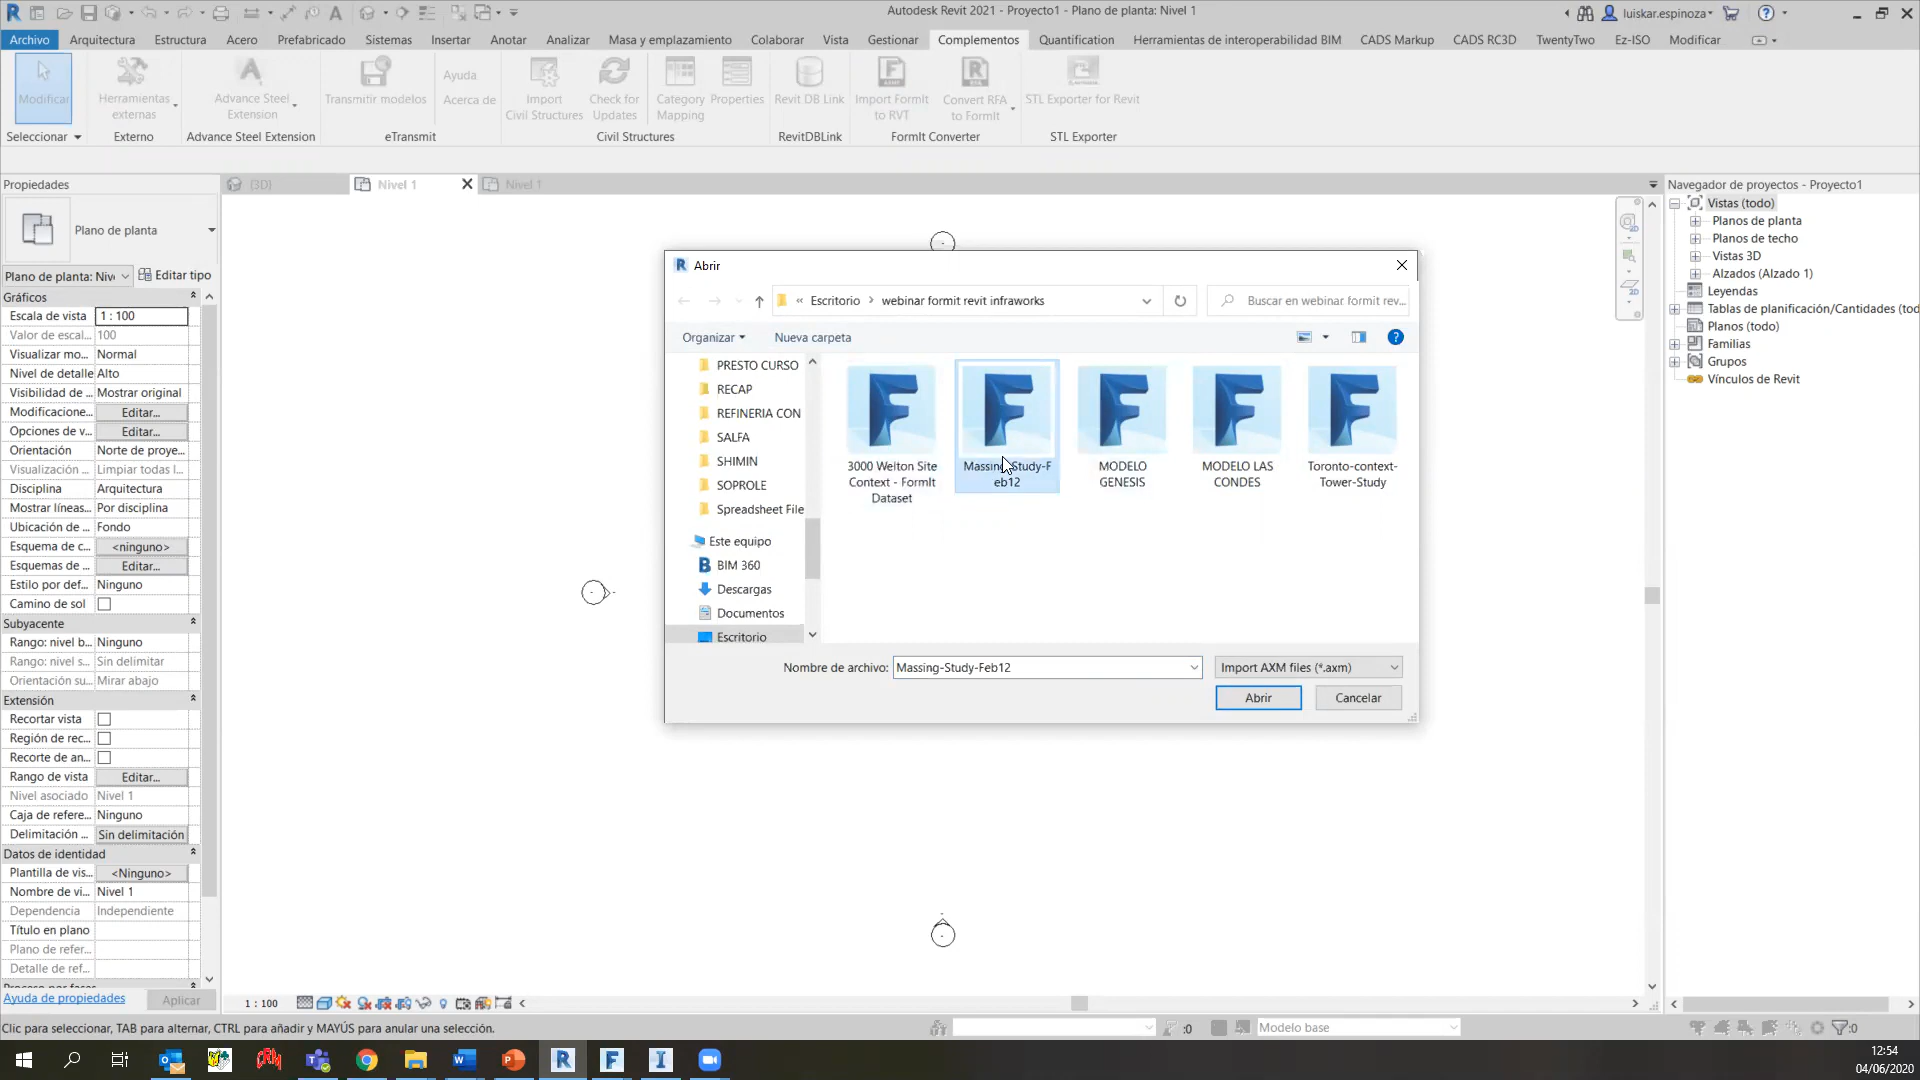 Autodesk Revit 2021 - Proyecto1 - Plano de planta: Nivel 1
luiskar.espinoza
Archivo Arquitectura Estructura Acero Prefabricado Sistemas Insertar Anotar Analizar Masa y emplazamiento Colaborar Vista Gestionar Complementos Quantification Herramientas de interoperabilidad BIM CADS Markup CADS RC3D TwentyTwo Ez-ISO Modificar
Modificar
Herramientas externas
Advance Steel Extension
Transmitir modelos
Ayuda
Acerca de
Import Civil Structures
Check for Updates
Category Mapping
Properties
Revit DB Link
Import FormIt to RVT
Convert RFA to FormIt
STL Exporter for Revit
Seleccionar Externo Advance Steel Extension eTransmit Civil Structures RevitDBLink FormIt Converter STL Exporter
Propiedades
{3D}
Nivel 1
Nivel 1
Plano de planta
Plano de planta: Niv Editar tipo
Gráficos
Escala de vista 1 : 100
Valor de escal... 100
Visualizar mo... Normal
Nivel de detalle Alto
Visibilidad de ... Mostrar original
Modificacione... Editar...
Opciones de v... Editar...
Orientación Norte de proye...
Visualización ... Limpiar todas l...
Disciplina Arquitectura
Mostrar líneas... Por disciplina
Ubicación de ... Fondo
Esquema de c... <ninguno>
Esquemas de ... Editar...
Estilo por def... Ninguno
Camino de sol
Subyacente
Rango: nivel b... Ninguno
Rango: nivel s... Sin delimitar
Orientación su... Mirar abajo
Extensión
Recortar vista
Región de rec...
Recorte de an...
Rango de vista Editar...
Nivel asociado Nivel 1
Caja de refere... Ninguno
Delimitación ... Sin delimitación
Datos de identidad
Plantilla de vis... <Ninguno>
Nombre de vi... Nivel 1
Dependencia Independiente
Título en plano
Plano de refer...
Detalle de ref...
Proceso por fases
Ayuda de propiedades Aplicar
Abrir
« Escritorio webinar formit revit infraworks
Buscar en webinar formit rev...
Organizar Nueva carpeta
PRESTO CURSO
RECAP
REFINERIA CON
SALFA
SHIMIN
SOPROLE
Spreadsheet File
Este equipo
BIM 360
Descargas
Documentos
Escritorio
3000 Welton Site Context - FormIt Dataset
Massing-Study-Feb12
MODELO GENESIS
MODELO LAS CONDES
Toronto-context-Tower-Study
Nombre de archivo: Massing-Study-Feb12 Import AXM files (*.axm)
Abrir Cancelar
Navegador de proyectos - Proyecto1
Vistas (todo)
Planos de planta
Planos de techo
Vistas 3D
Alzados (Alzado 1)
Leyendas
Tablas de planificación/Cantidades (tod
Planos (todo)
Familias
Grupos
Vínculos de Revit
1 : 100
Clic para seleccionar, TAB para alternar, CTRL para añadir y MAYÚS para anular una selección.
:0
Modelo base
:0
12:54
04/06/2020